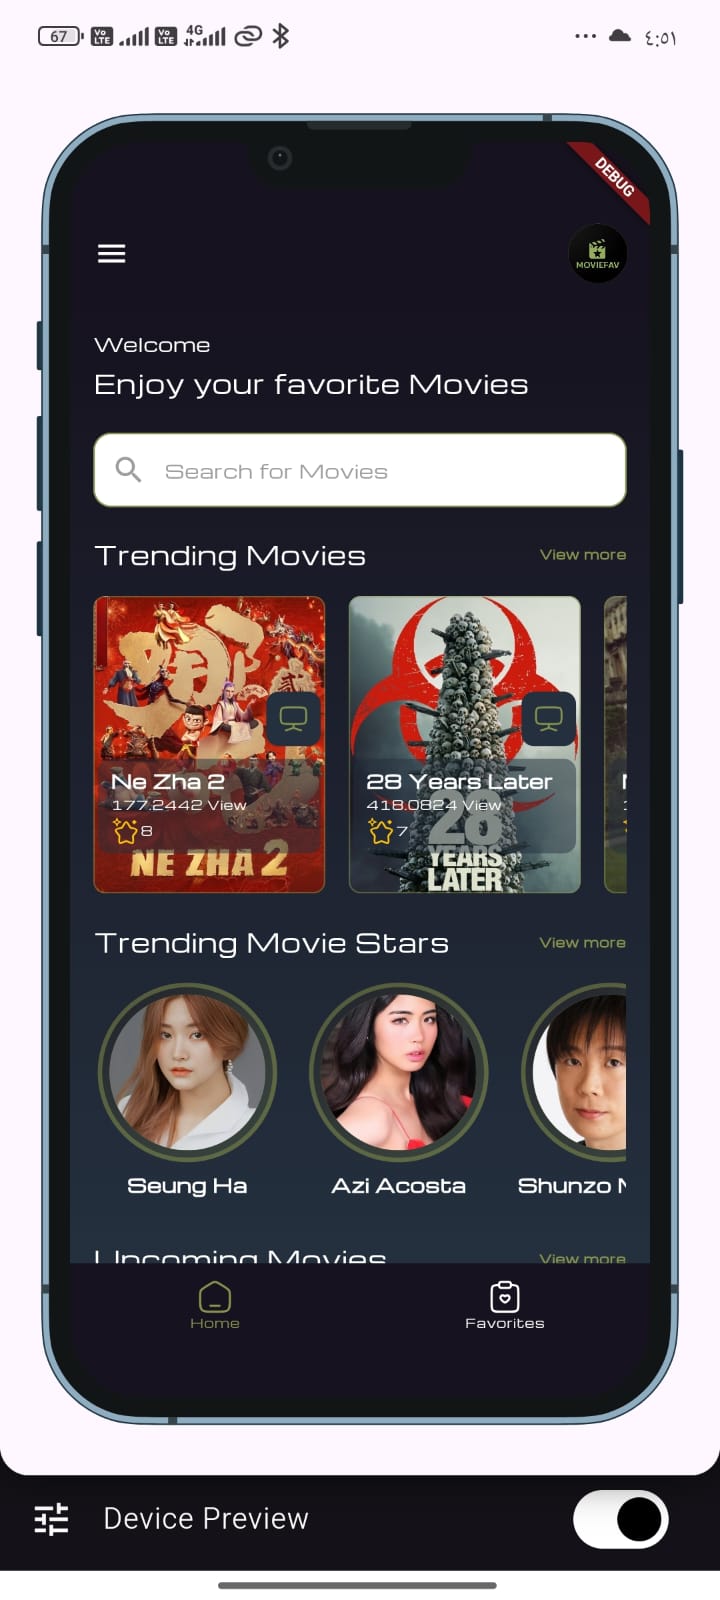 67 Vo LTE Vo LTE 4G ... ٤:٥١
DEBUG
MOVIEFAV
Welcome
Enjoy your favorite Movies
Search for Movies
Trending Movies View more
Ne Zha 2
177.2442 View
8
NE ZHA 2
28 Years Later
418.0824 View
7
28
YEARS
LATER
Trending Movie Stars View more
Seung Ha
Azi Acosta
Shunzo
Upcoming Movies View more
Home
Favorites
Device Preview